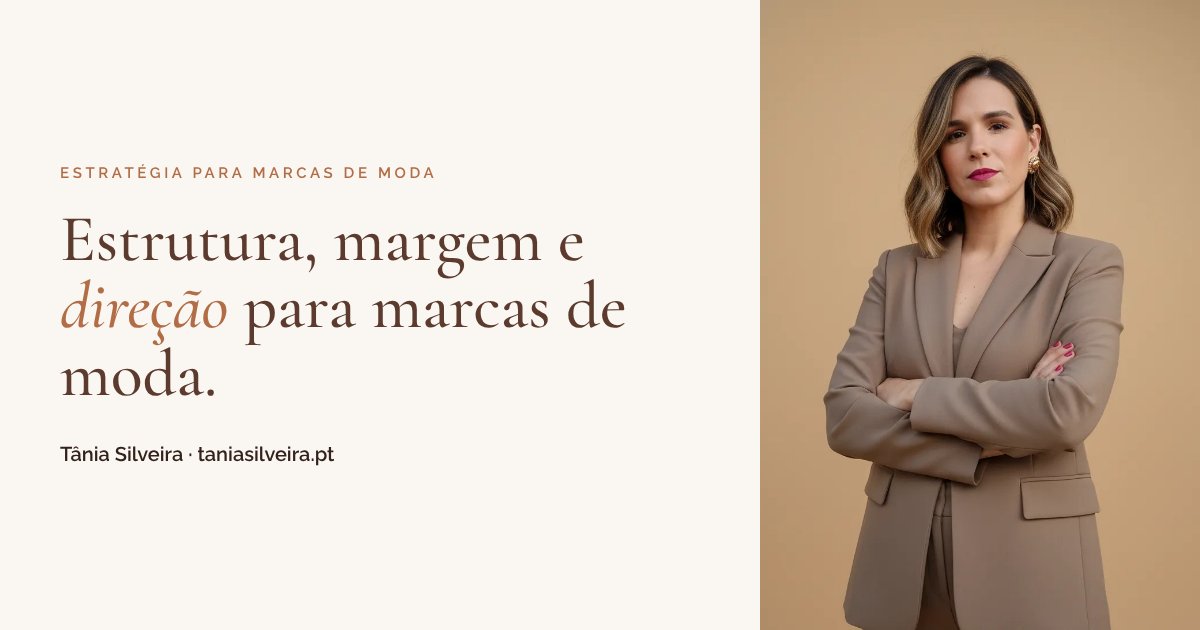 ESTRATÉGIA PARA MARCAS DE MODA
Estrutura, margem e
direção para marcas de
moda.
Tânia Silveira · taniasilveira.pt